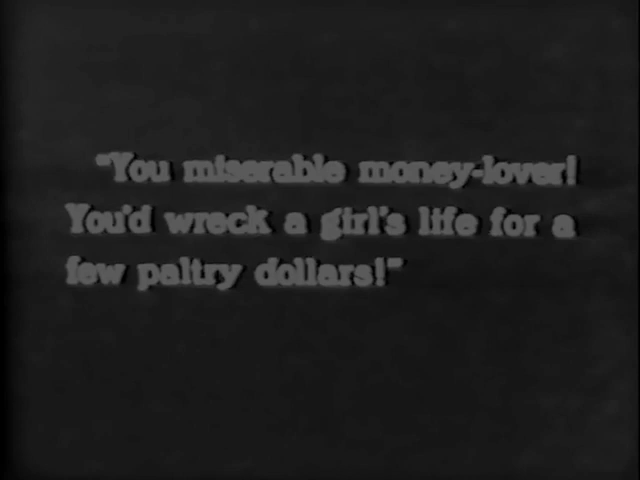 "You miserable money-lover!
You'd wreck a girl's life for a
few paltry dollars!"